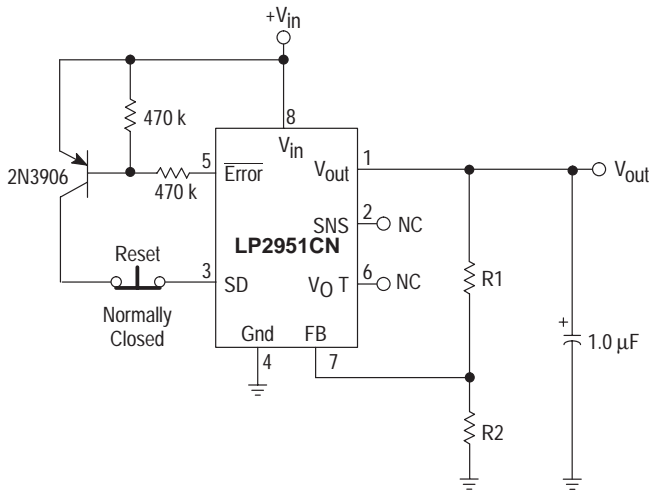 +Vin
470 k
8
Vin
2N3906
5
Error
470 k
Vout
1
Vout
SNS
2
NC
LP2951CN
Reset
3
SD
VO T
6
NC
R1
Normally
Closed
Gnd
FB
4
7
+
1.0 µF
R2